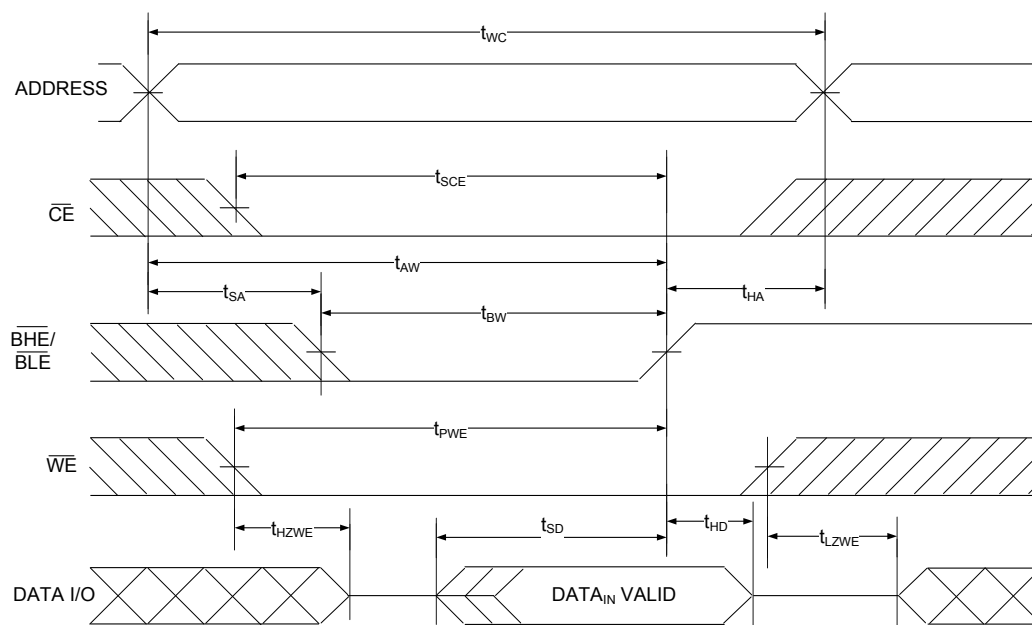 tWC
ADDRESS
tSCE
CE
tAW
tSA
tHA
tBW
BHE/
BLE
tPWE
WE
tHZWE
tSD
tHD
tLZWE
DATA I/O
DATAIN VALID